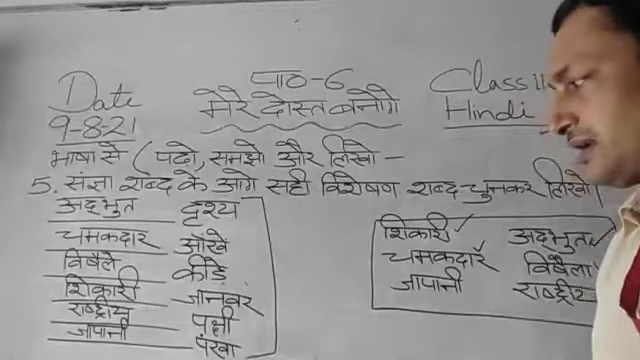 Date
9-8-21
पाठ-6
मेरे दोस्त बनोगे
Class II
Hindi
भाषा से (पढो, समझो और लिखो -
5. संज्ञा शब्द के आगे सही विशेषण शब्द चुनकर लिखो।
अद्भुत दृश्य
चमकदार आँखे
विषैले कीड़े
शिकारी जानवर
राष्ट्रीय पक्षी
जापानी पंखा
शिकारी अद्भुत
चमकदार विषैला
जापानी राष्ट्रीय